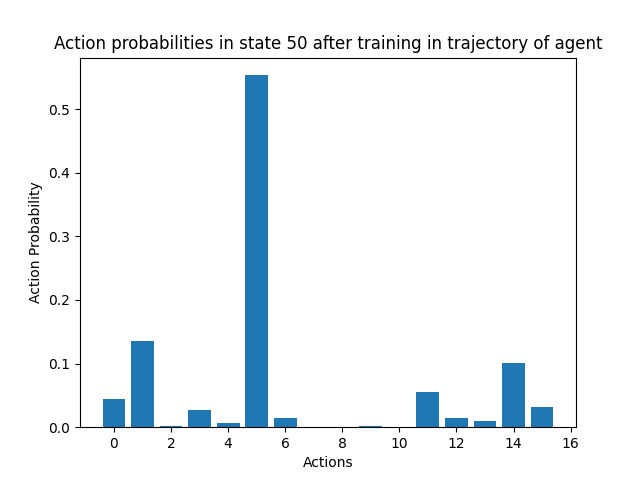 Action probabilities in state 50 after training in trajectory of agent
0.5
0.4
0.3
0.2
0.1
0.0
Action Probability
0 2 4 6 8 10 12 14 16
Actions